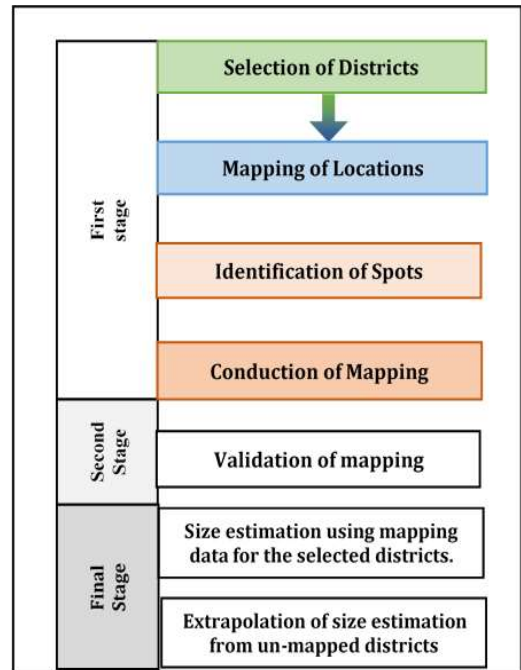 First
stage
Selection of Districts
Mapping of Locations
Identification of Spots
Conduction of Mapping
Second
Stage
Validation of mapping
Final
Stage
Size estimation using mapping
data for the selected districts.
Extrapolation of size estimation
from un-mapped districts